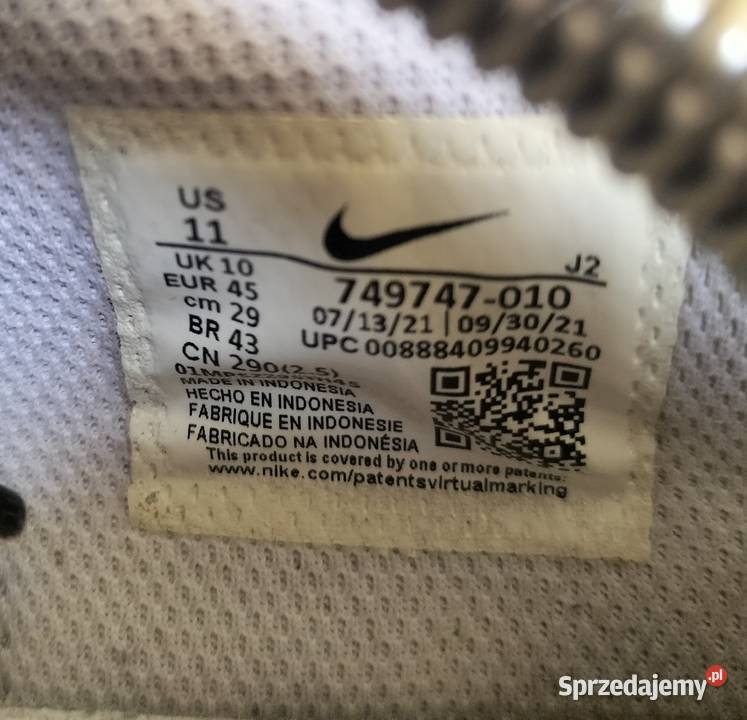 US
11
UK 10
EUR 45
cm 29
BR 43
CN 290(2.5)
J2
749747-010
07/13/21 | 09/30/21
UPC 00888409940260
MADE IN INDONESIA
HECHO EN INDONESIA
FABRIQUE EN INDONESIE
FABRICADO NA INDONÉSIA
This product is covered by one or more patents:
www.nike.com/patentsvirtualmarking
Sprzedajemy.pl